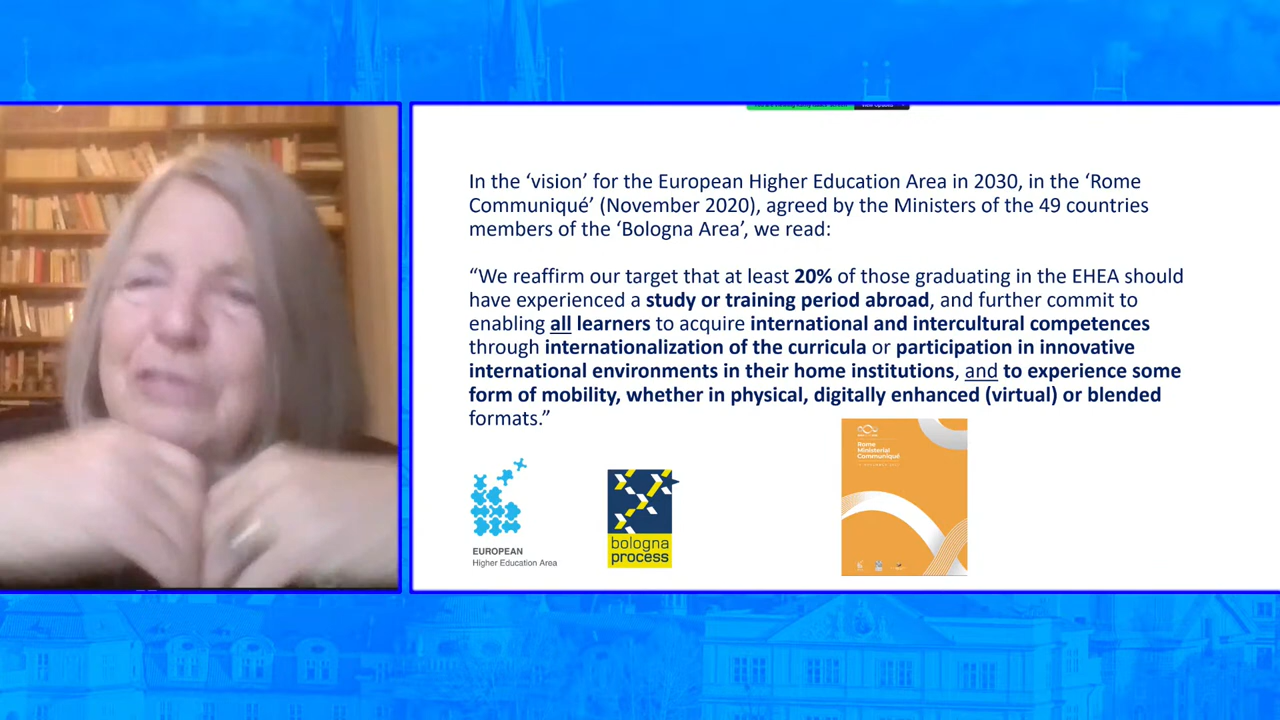 In the ‘vision’ for the European Higher Education Area in 2030, in the ‘Rome
Communiqué’ (November 2020), agreed by the Ministers of the 49 countries
members of the ‘Bologna Area’, we read:
“We reaffirm our target that at least 20% of those graduating in the EHEA should
have experienced a study or training period abroad, and further commit to
enabling all learners to acquire international and intercultural competences
through internationalization of the curricula or participation in innovative
international environments in their home institutions, and to experience some
form of mobility, whether in physical, digitally enhanced (virtual) or blended
formats.”
Rome
Ministerial
Communiqué
EUROPEAN
Higher Education Area
bologna
process